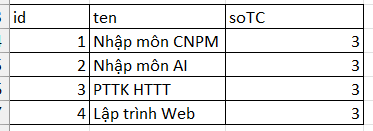 id ten soTC
1 Nhập môn CNPM 3
2 Nhập môn AI 3
3 PTTK HTTT 3
4 Lập trình Web 3